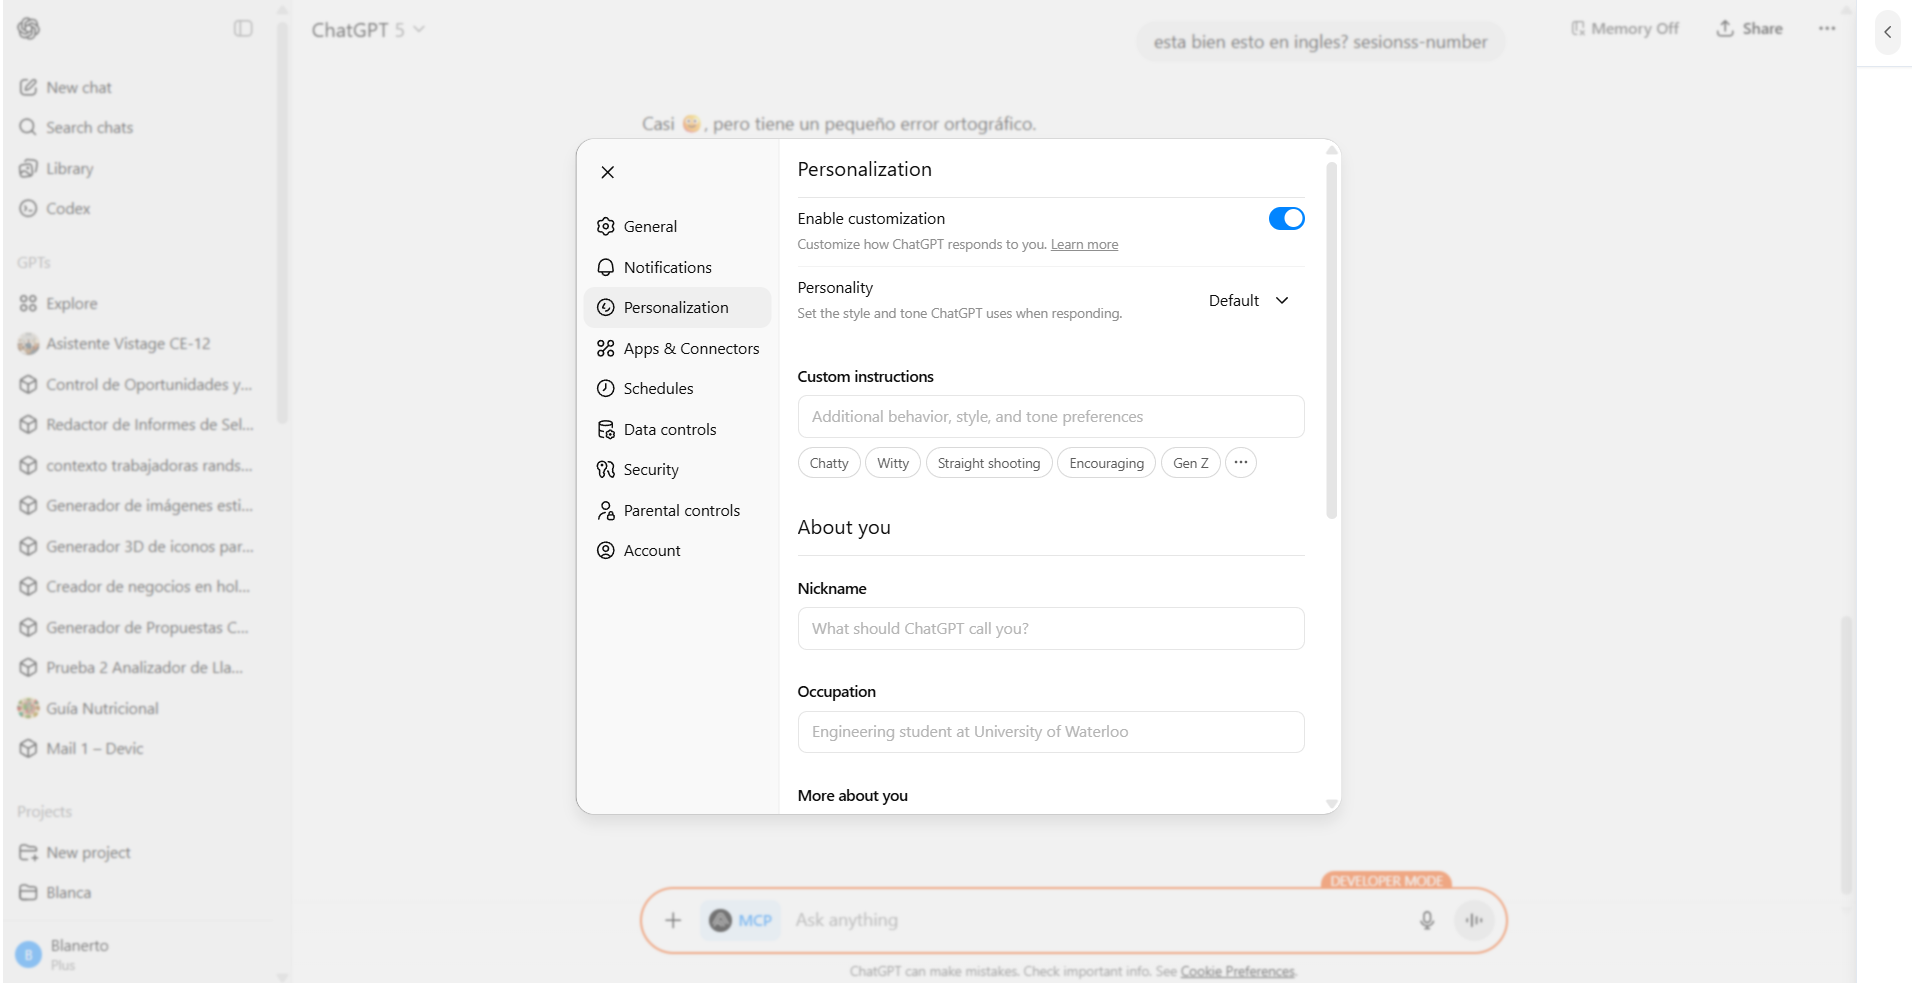 ChatGPT 5
Memory Off
Share
esta bien esto en ingles? sesionss-number
New chat
Search chats
Library
Codex
GPTs
Explore
Asistente Vistage CE-12
Control de Oportunidades y...
Redactor de Informes de Sel...
contexto trabajadoras rands...
Generador de imágenes esti...
Generador 3D de iconos par...
Creador de negocios en hol...
Generador de Propuestas C...
Prueba 2 Analizador de Lla...
Guía Nutricional
Mail 1 – Devic
Projects
New project
Blanca
B
Blanerto
Plus
Casi 😄, pero tiene un pequeño error ortográfico.
General
Notifications
Personalization
Apps & Connectors
Schedules
Data controls
Security
Parental controls
Account
Personalization
Enable customization
Customize how ChatGPT responds to you. Learn more
Personality
Default
Set the style and tone ChatGPT uses when responding.
Custom instructions
Additional behavior, style, and tone preferences
Chatty
Witty
Straight shooting
Encouraging
Gen Z
About you
Nickname
What should ChatGPT call you?
Occupation
Engineering student at University of Waterloo
More about you
DEVELOPER MODE
MCP
Ask anything
ChatGPT can make mistakes. Check important info. See Cookie Preferences.